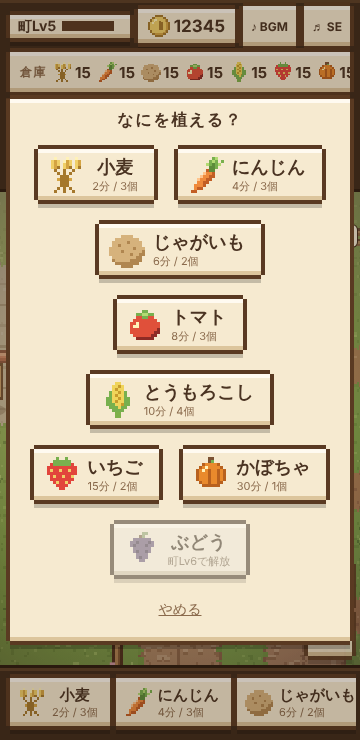 町Lv5
12345
♪ BGM
♬ SE
倉庫 15 15 15 15 15 15 15
なにを植える？
小麦
2分 / 3個
にんじん
4分 / 3個
じゃがいも
6分 / 2個
トマト
8分 / 3個
とうもろこし
10分 / 4個
いちご
15分 / 2個
かぼちゃ
30分 / 1個
ぶどう
町Lv6で解放
やめる
小麦
2分 / 3個
にんじん
4分 / 3個
じゃがいも
6分 / 2個